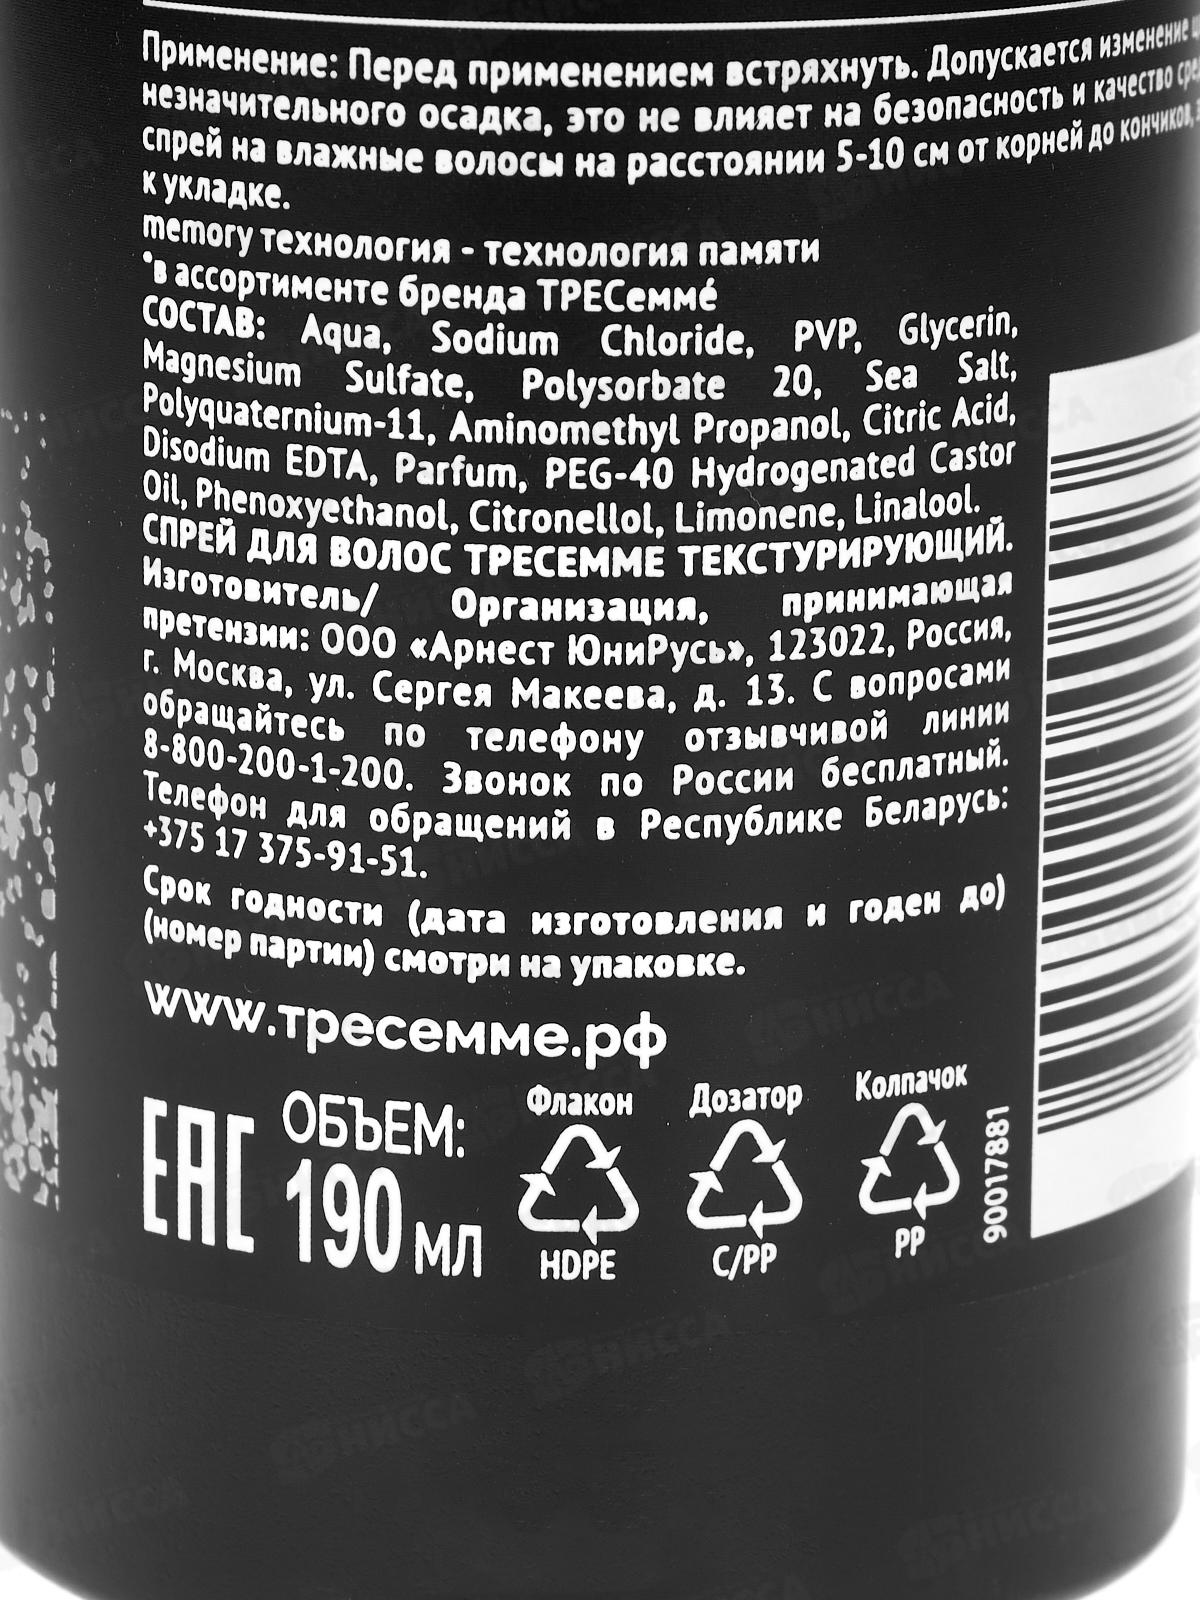 Применение: Перед применением встряхнуть. Допускается изменение
незначительного осадка, это не влияет на безопасность и качество
спрей на влажные волосы на расстоянии 5-10 см от корней до кончиков,
к укладке.
memory технология - технология памяти
*в ассортименте бренда ТРЕСеммé
СОСТАВ: Aqua, Sodium Chloride, PVP, Glycerin,
Magnesium Sulfate, Polysorbate 20, Sea Salt,
Polyquaternium-11, Aminomethyl Propanol, Citric Acid,
Disodium EDTA, Parfum, PEG-40 Hydrogenated Castor
Oil, Phenoxyethanol, Citronellol, Limonene, Linalool.
СПРЕЙ ДЛЯ ВОЛОС ТРЕСЕММЕ ТЕКСТУРИРУЮЩИЙ.
Изготовитель/ Организация, принимающая
претензии: ООО «Арнест ЮниРусь», 123022, Россия,
г. Москва, ул. Сергея Макеева, д. 13. С вопросами
обращайтесь по телефону отзывчивой линии
8-800-200-1-200. Звонок по России бесплатный.
Телефон для обращений в Республике Беларусь:
+375 17 375-91-51.
Срок годности (дата изготовления и годен до)
(номер партии) смотри на упаковке.
www.тресемме.рф
EAC ОБЪЕМ:
190 мл
Флакон Дозатор Колпачок
HDPE C/PP PP
90017881